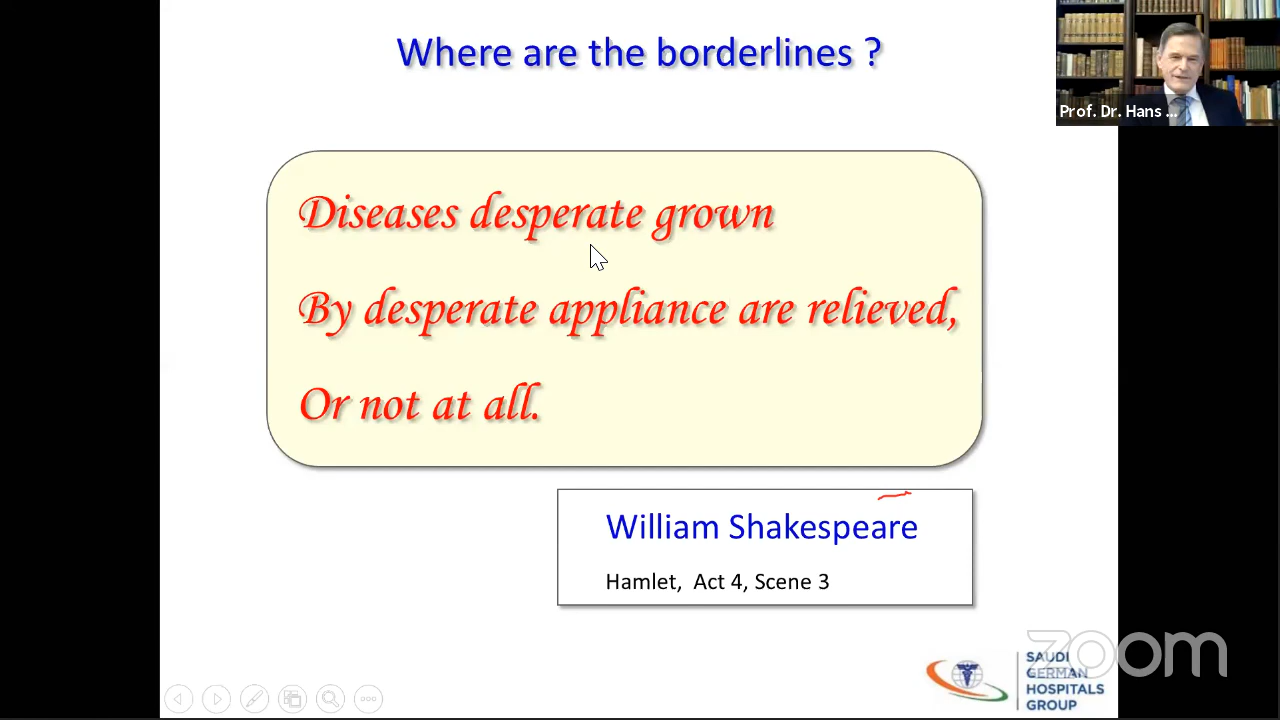 Where are the borderlines ?
Prof. Dr. Hans ...
Diseases desperate grown
By desperate appliance are relieved,
Or not at all.
William Shakespeare
Hamlet, Act 4, Scene 3
zoom
SAUDI
GERMAN
HOSPITALS
GROUP